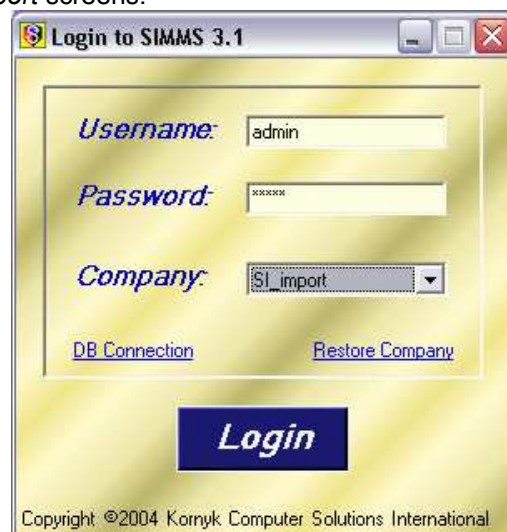 screens.
Login to SIMMS 3.1
Username: admin
Password: *****
Company: SI_import
DB Connection Restore Company
Login
Copyright ©2004 Kornyk Computer Solutions International